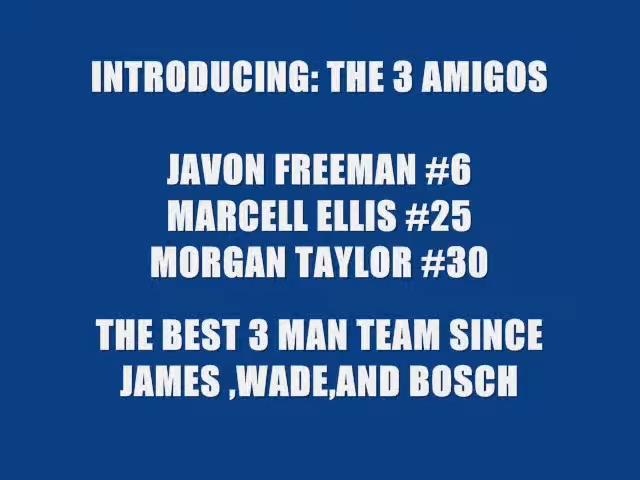 INTRODUCING: THE 3 AMIGOS
JAVON FREEMAN #6
MARCELL ELLIS #25
MORGAN TAYLOR #30
THE BEST 3 MAN TEAM SINCE
JAMES ,WADE,AND BOSCH